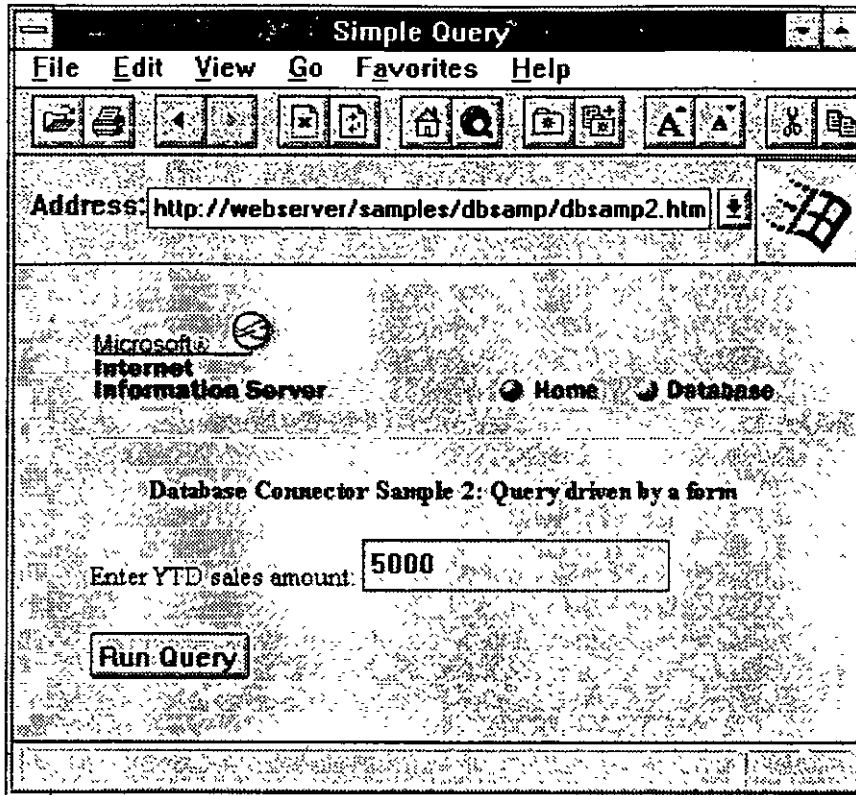 Simple Query
File Edit View Go Favorites Help
Address: http://webserver/samples/dbsamp/dbsamp2.htm
Microsoft®
Internet
Information Server
Home Database
Database Connector Sample 2: Query driven by a form
Enter YTD sales amount: 5000
Run Query